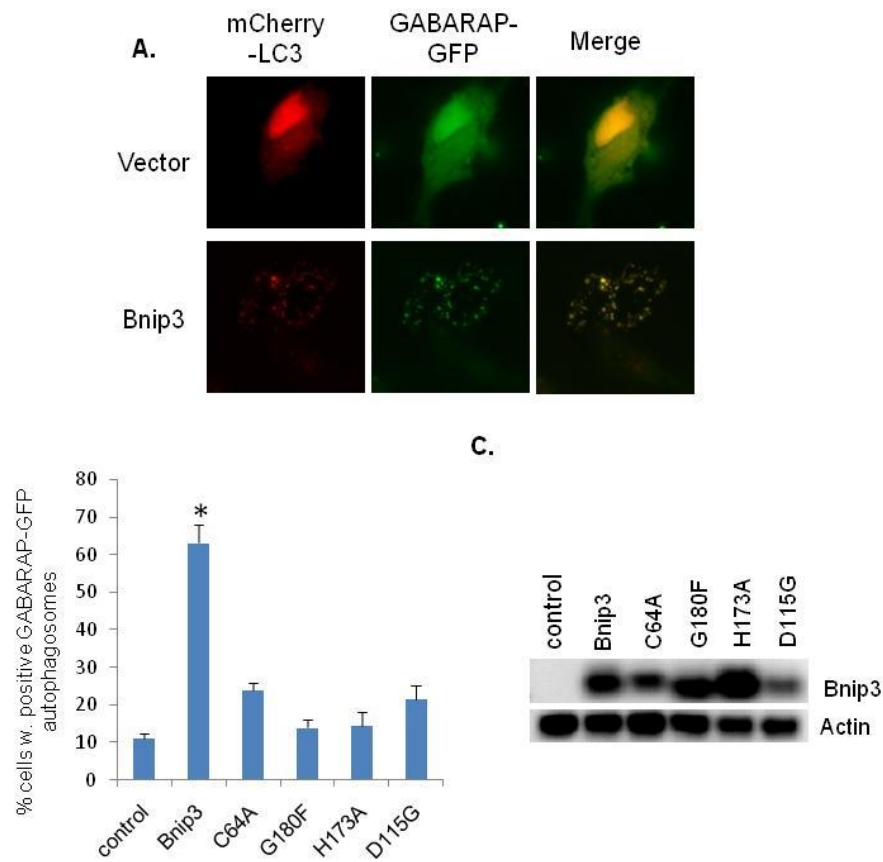 A.
mCherry
-LC3
GABARAP-
GFP
Merge
Vector
Bnip3
% cells w. positive GABARAP-GFP
autophagosomes
80
70
60
50
40
30
20
10
0
*
control
Bnip3
C64A
G180F
H173A
D115G
C.
control
Bnip3
C64A
G180F
H173A
D115G
Bnip3
Actin